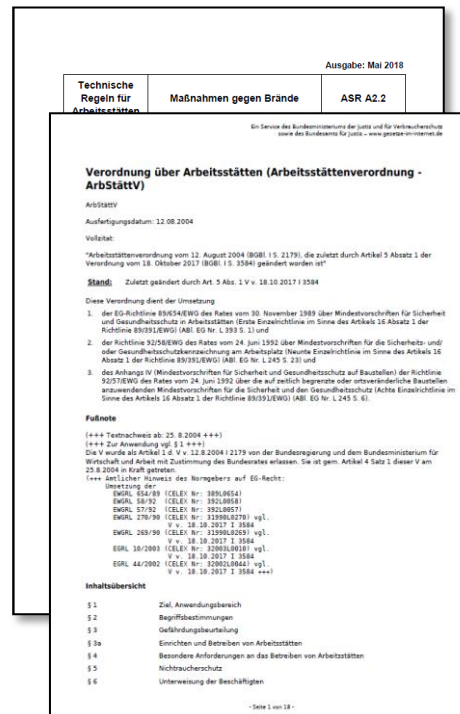 Ausgabe: Mai 2018
Technische
Regeln für
Arbeitsstätten
Maßnahmen gegen Brände
ASR A2.2
Ein Service des Bundesministeriums der Justiz und für Verbraucherschutz
sowie des Bundesamts für Justiz – www.gesetze-im-internet.de
Verordnung über Arbeitsstätten (Arbeitsstättenverordnung -
ArbStättV)
ArbStättV
Ausfertigungsdatum: 12.08.2004
Vollzitat:
"Arbeitsstättenverordnung vom 12. August 2004 (BGBl. I S. 2179), die zuletzt durch Artikel 5 Absatz 1 der
Verordnung vom 18. Oktober 2017 (BGBl. I S. 3584) geändert worden ist"
Stand: Zuletzt geändert durch Art. 5 Abs. 1 V v. 18.10.2017 I 3584
Diese Verordnung dient der Umsetzung
1. der EG-Richtlinie 89/654/EWG des Rates vom 30. November 1989 über Mindestvorschriften für Sicherheit
und Gesundheitsschutz in Arbeitsstätten (Erste Einzelrichtlinie im Sinne des Artikels 16 Absatz 1 der
Richtlinie 89/391/EWG) (ABl. EG Nr. L 393 S. 1) und
2. der Richtlinie 92/58/EWG des Rates vom 24. Juni 1992 über Mindestvorschriften für die Sicherheits- und/
oder Gesundheitsschutzkennzeichnung am Arbeitsplatz (Neunte Einzelrichtlinie im Sinne des Artikels 16
Absatz 1 der Richtlinie 89/391/EWG) (ABl. EG Nr. L 245 S. 23) und
3. des Anhangs IV (Mindestvorschriften für Sicherheit und Gesundheitsschutz auf Baustellen) der Richtlinie
92/57/EWG des Rates vom 24. Juni 1992 über die auf zeitlich begrenzte oder ortsveränderliche Baustellen
anzuwendenden Mindestvorschriften für die Sicherheit und den Gesundheitsschutz (Achte Einzelrichtlinie im
Sinne des Artikels 16 Absatz 1 der Richtlinie 89/391/EWG) (ABl. EG Nr. L 245 S. 6).
Fußnote
(+++ Textnachweis ab: 25. 8.2004 +++)
(+++ Zur Anwendung vgl. § 1 +++)
Die V wurde als Artikel 1 d. V v. 12.8.2004 I 2179 von der Bundesregierung und dem Bundesministerium für
Wirtschaft und Arbeit mit Zustimmung des Bundesrates erlassen. Sie ist gem. Artikel 4 Satz 1 dieser V am
25.8.2004 in Kraft getreten.
(+++ Amtlicher Hinweis des Normgebers auf EG-Recht:
Umsetzung der
EWGRL 654/89 (CELEX Nr: 389L0654)
EWGRL 58/92 (CELEX Nr: 392L0058)
EWGRL 57/92 (CELEX Nr: 392L0057)
EWGRL 270/90 (CELEX Nr: 31990L0270) vgl.
V v. 18.10.2017 I 3584
EWGRL 269/90 (CELEX Nr: 31990L0269) vgl.
V v. 18.10.2017 I 3584
EGRL 10/2003 (CELEX Nr: 32003L0010) vgl.
V v. 18.10.2017 I 3584
EGRL 44/2002 (CELEX Nr: 32002L0044) vgl.
V v. 18.10.2017 I 3584 +++)
Inhaltsübersicht
§ 1 Ziel, Anwendungsbereich
§ 2 Begriffsbestimmungen
§ 3 Gefährdungsbeurteilung
§ 3a Einrichten und Betreiben von Arbeitsstätten
§ 4 Besondere Anforderungen an das Betreiben von Arbeitsstätten
§ 5 Nichtraucherschutz
§ 6 Unterweisung der Beschäftigten
- Seite 1 von 18 -